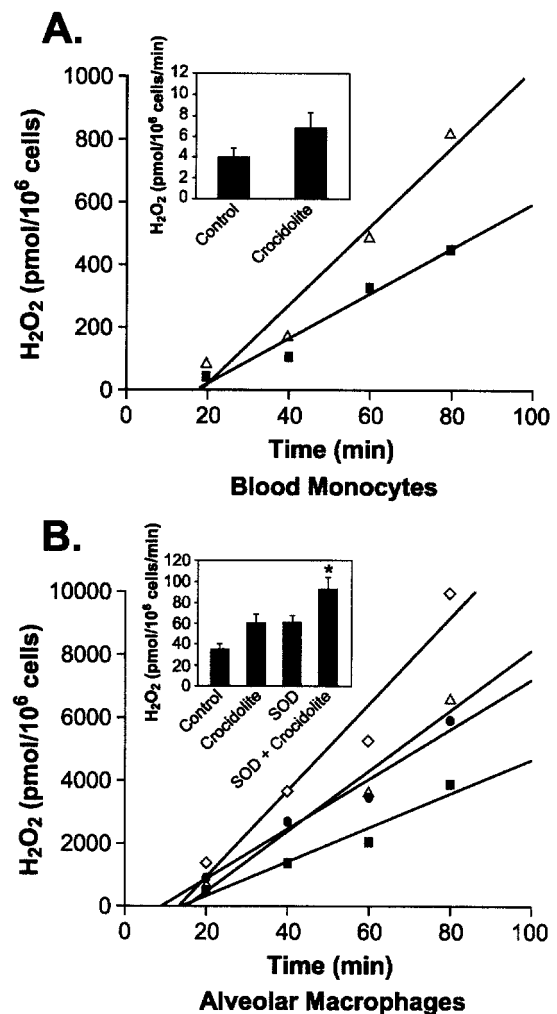 A.
H₂O₂ (pmol/10⁶ cells)
1000
800
600
400
200
0
H₂O₂ (pmol/10⁶ cells/min)
12
10
8
6
4
2
0
Control
Crocidolite
0
20
40
60
80
100
Time (min)
Blood Monocytes
B.
H₂O₂ (pmol/10⁶ cells)
10000
8000
6000
4000
2000
0
H₂O₂ (pmol/10⁶ cells/min)
120
100
80
60
40
20
0
*
Control
Crocidolite
SOD
SOD + Crocidolite
0
20
40
60
80
100
Time (min)
Alveolar Macrophages